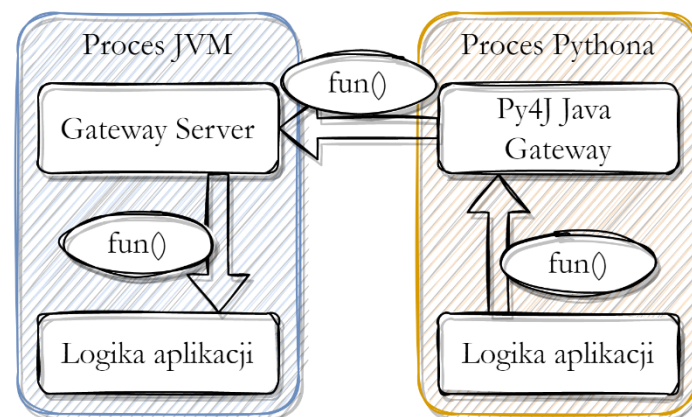 Proces JVM
Proces Pythona
fun()
Gateway Server
Py4J Java
Gateway
fun()
fun()
Logika aplikacji
Logika aplikacji